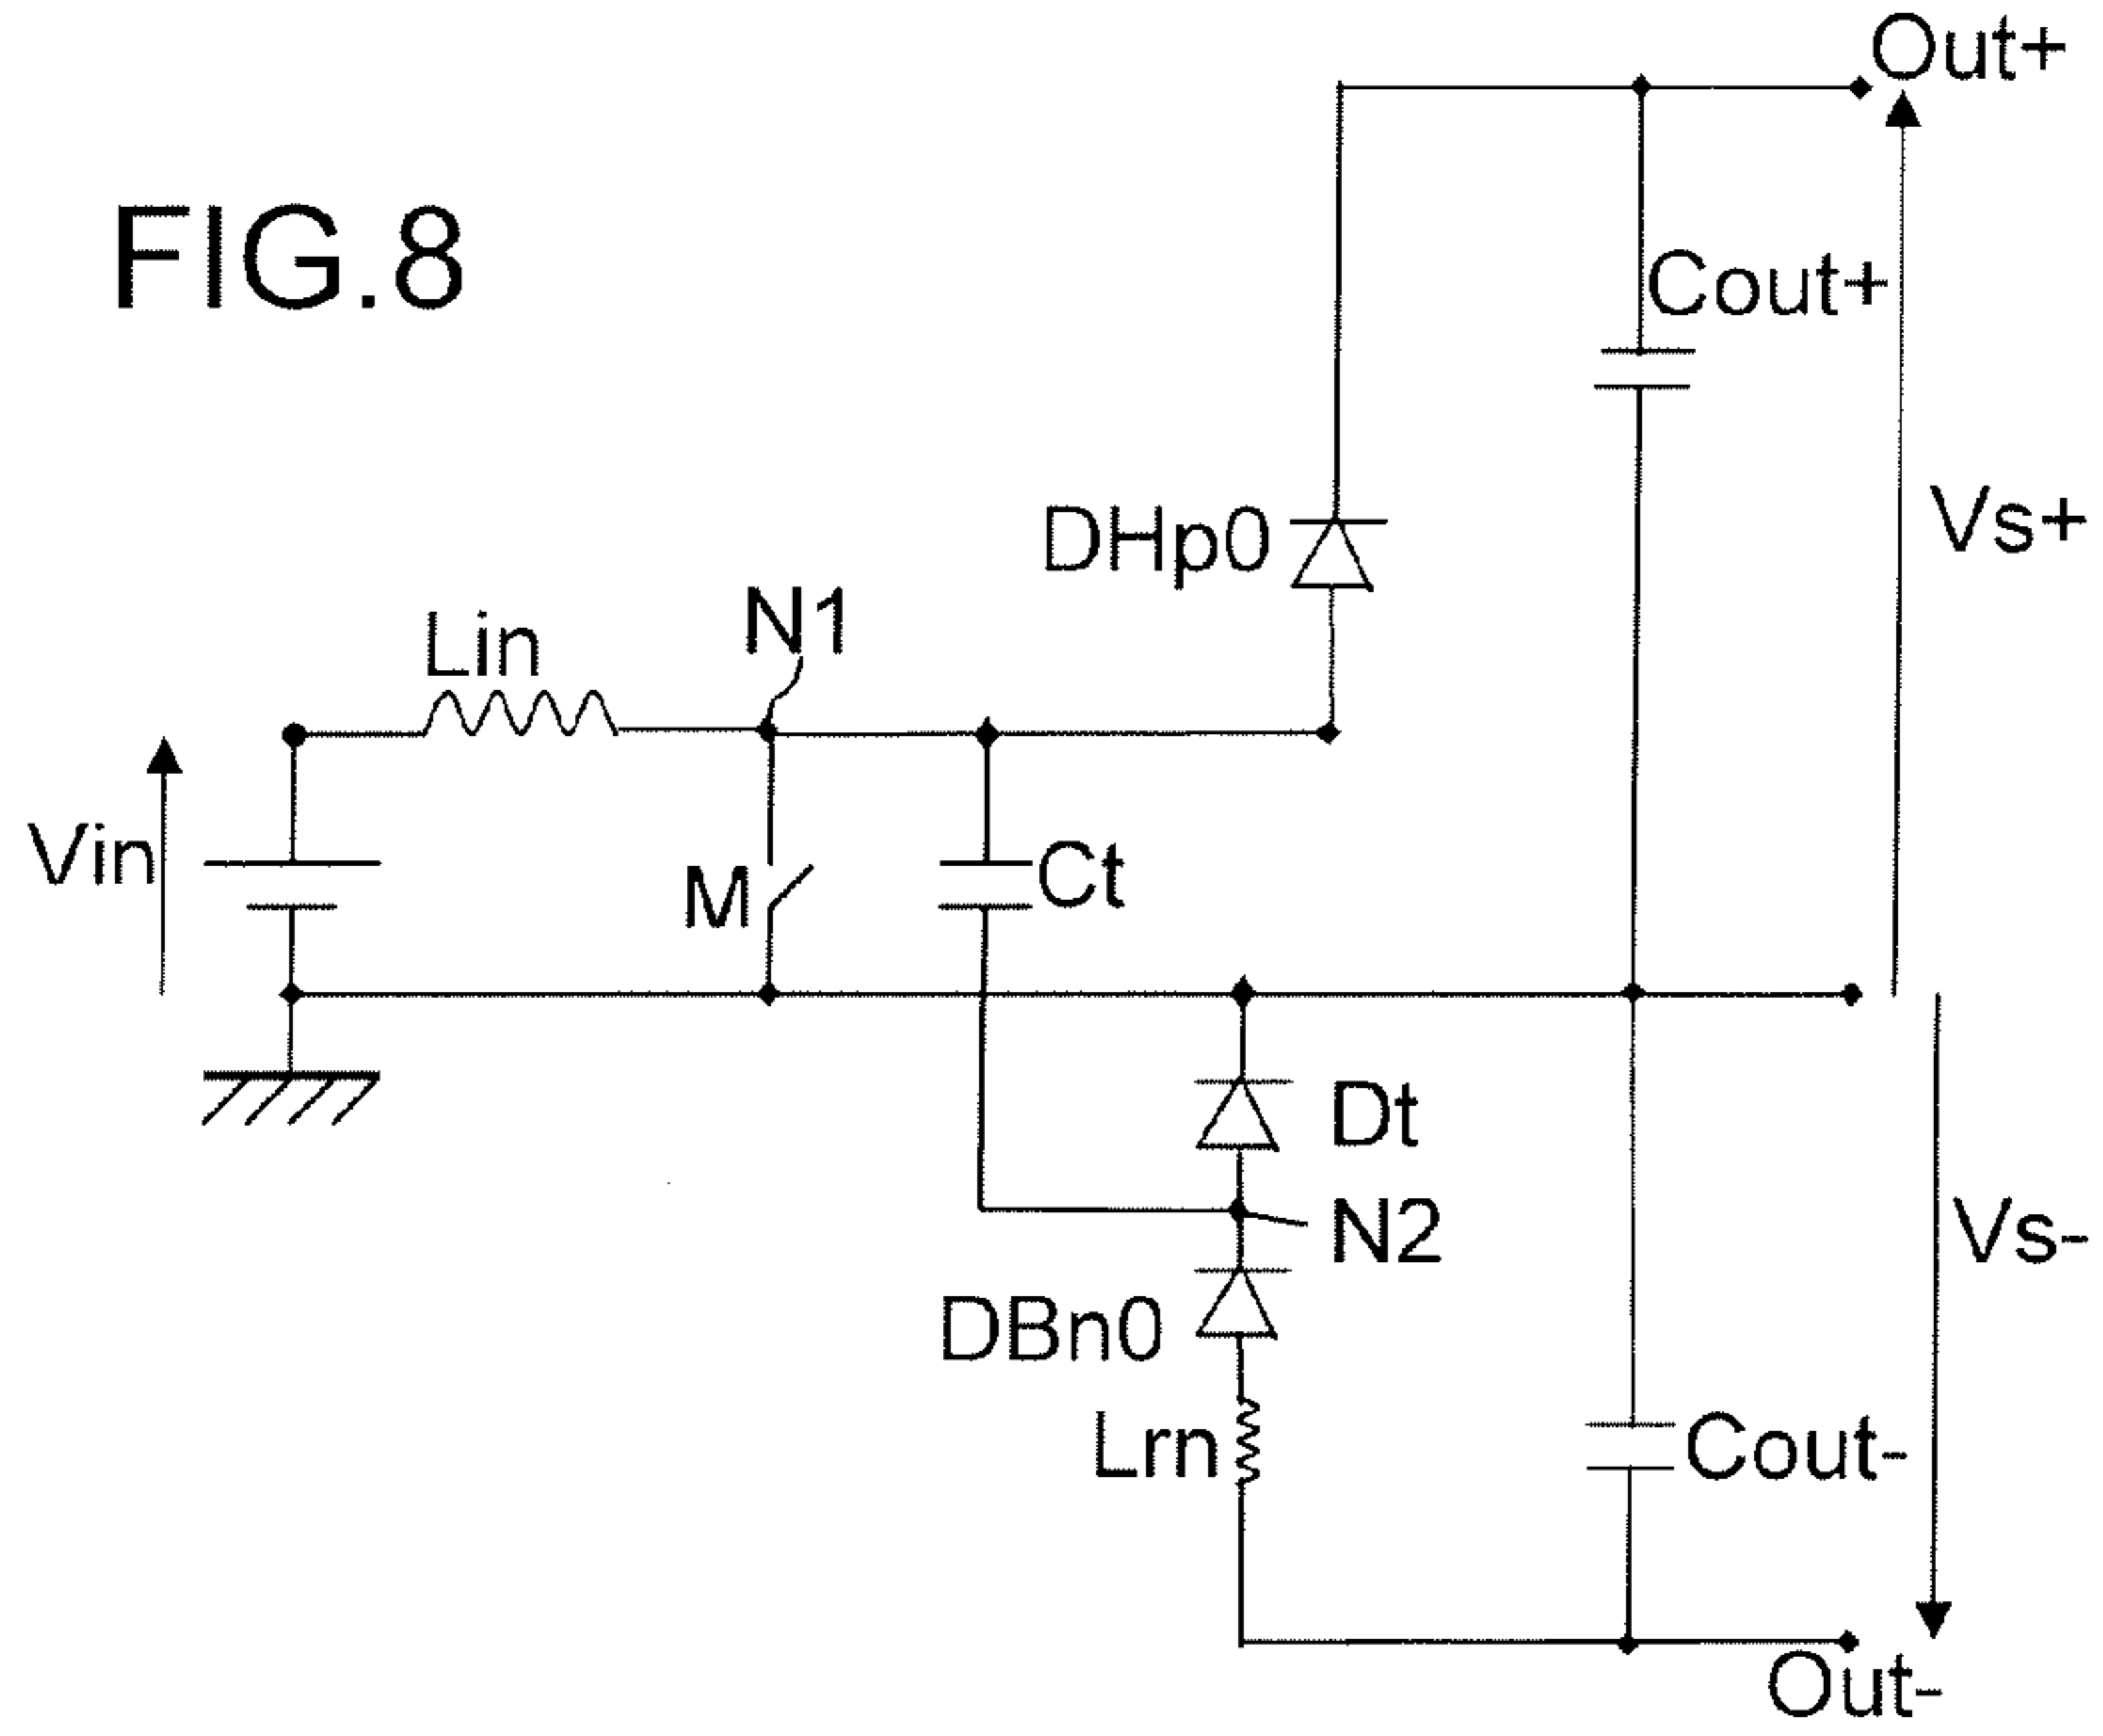 Out+
FIG.8
Cout+
DHp0
Vs+
N1
Lin
Vin
M
Ct
Dt
N2
Vs-
DBn0
Lrn
Cout-
Out-